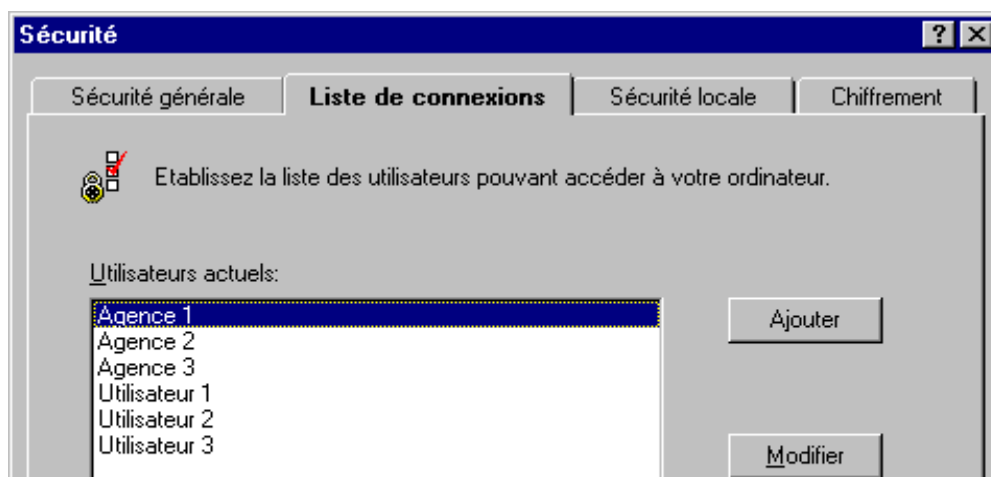 Sécurité
Sécurité générale Liste de connexions Sécurité locale Chiffrement
Etablissez la liste des utilisateurs pouvant accéder à votre ordinateur.
Utilisateurs actuels:
Agence 1
Ajouter
Agence 2
Agence 3
Utilisateur 1
Utilisateur 2
Utilisateur 3
Modifier